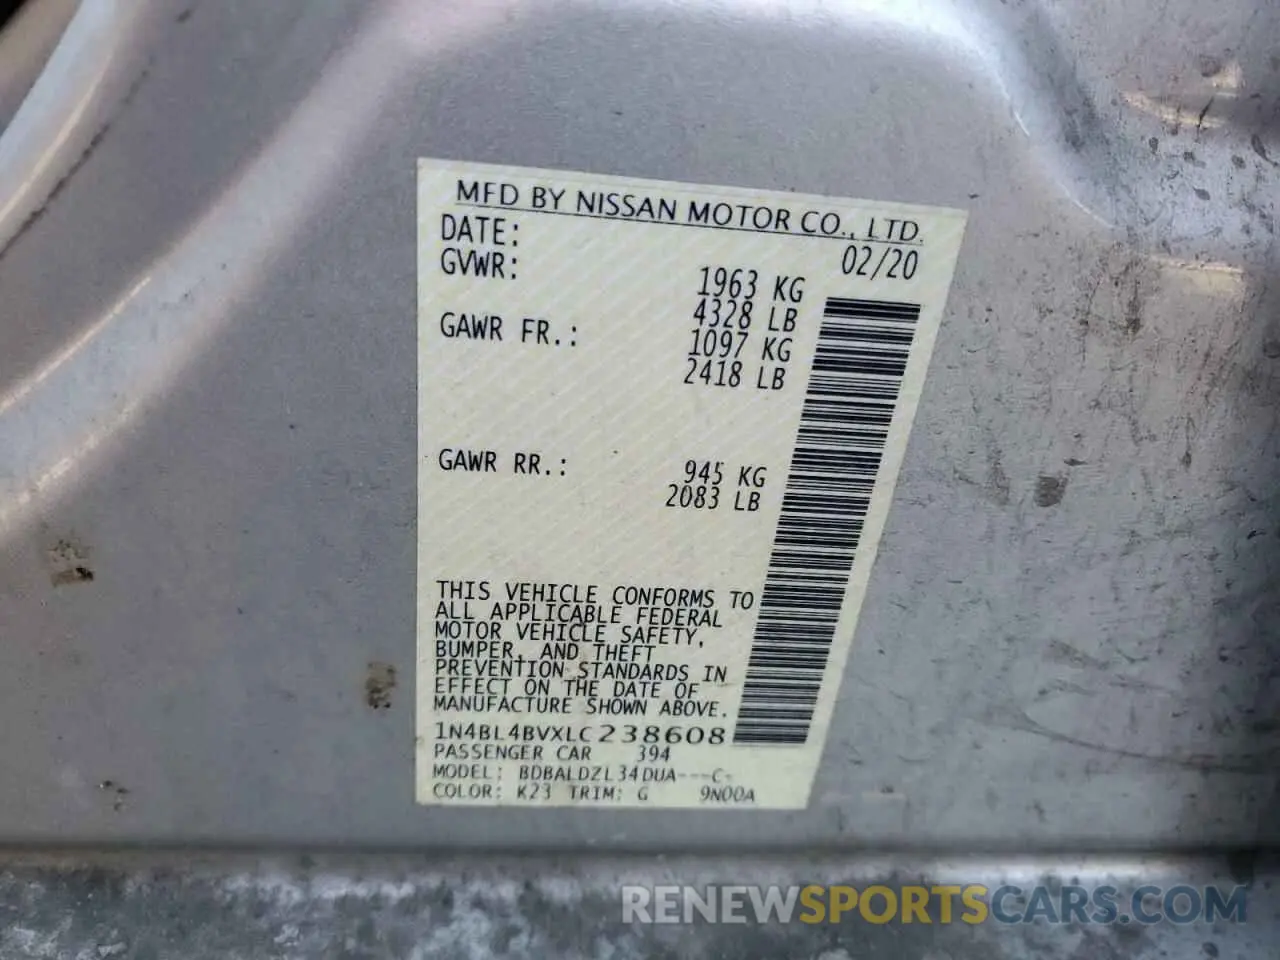 MFD BY NISSAN MOTOR CO., LTD.
DATE: 02/20
GVWR: 1963 KG
4328 LB
GAWR FR.: 1097 KG
2418 LB
GAWR RR.: 945 KG
2083 LB
THIS VEHICLE CONFORMS TO
ALL APPLICABLE FEDERAL
MOTOR VEHICLE SAFETY,
BUMPER, AND THEFT
PREVENTION STANDARDS IN
EFFECT ON THE DATE OF
MANUFACTURE SHOWN ABOVE.
1N4BL4BVXLC238608
PASSENGER CAR 394
MODEL: BDBALDZL34DUA---C-
COLOR: K23 TRIM: G 9N00A
RENEWSPORTSCARS.COM